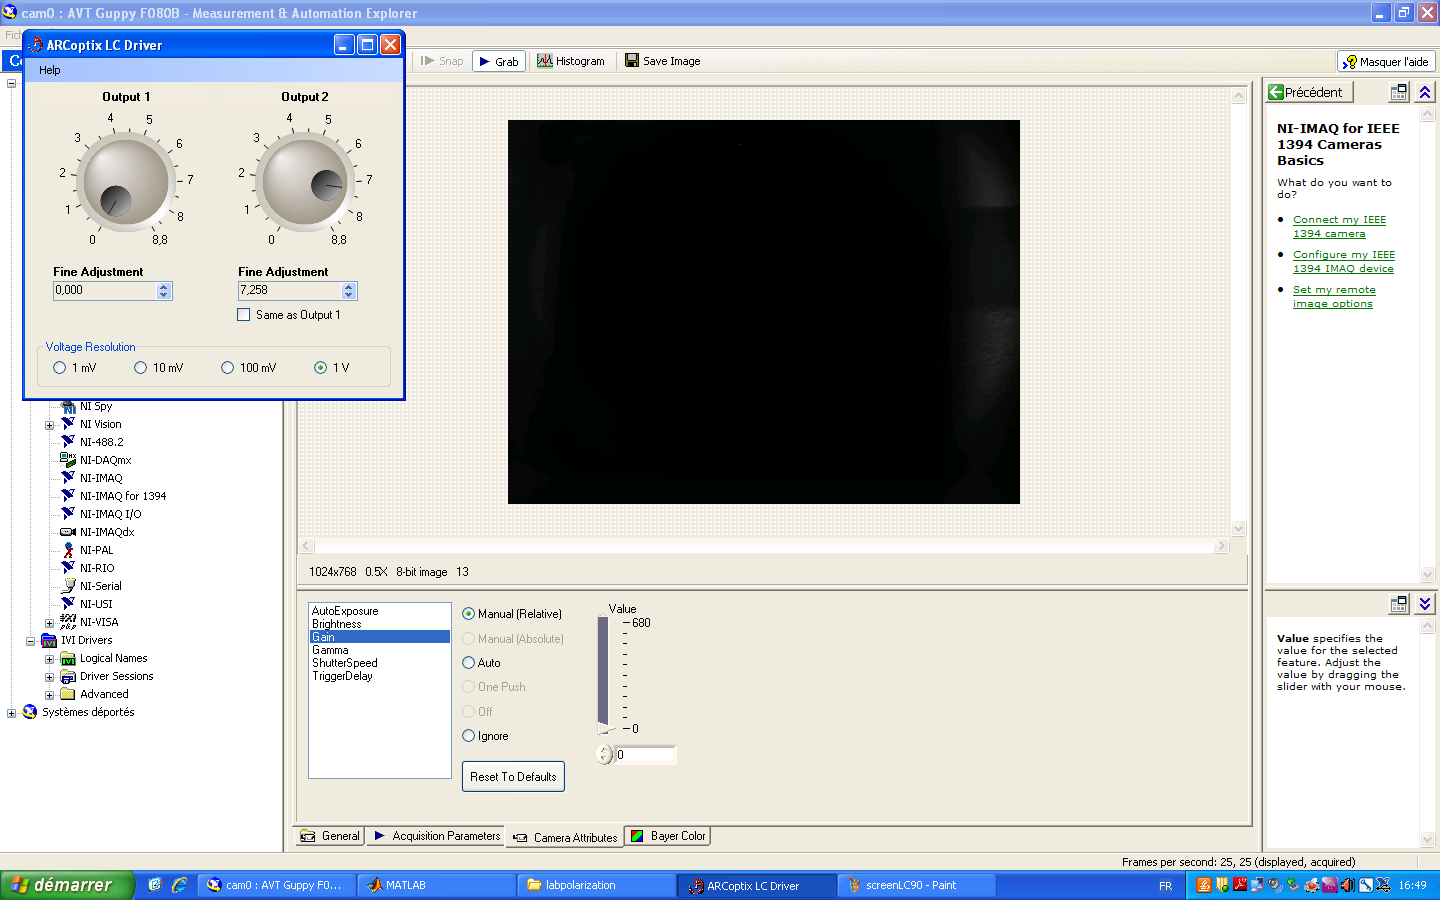 cam0 : AVT Guppy F080B - Measurement & Automation Explorer
ARCoptix LC Driver
Help
Output 1
Output 2
0 1 2 3 4 5 6 7 8 8,8
0 1 2 3 4 5 6 7 8 8,8
Fine Adjustment
Fine Adjustment
0,000
7,258
Same as Output 1
Voltage Resolution
1 mV
10 mV
100 mV
1 V
Snap
Grab
Histogram
Save Image
Masquer l'aide
NI Spy
NI Vision
NI-488.2
NI-DAQmx
NI-IMAQ
NI-IMAQ for 1394
NI-IMAQ I/O
NI-IMAQdx
NI-PAL
NI-RIO
NI-Serial
NI-USI
NI-VISA
IVI Drivers
Logical Names
Driver Sessions
Advanced
Systèmes déportés
1024x768 0.5X 8-bit image 13
AutoExposure
Brightness
Gain
Gamma
ShutterSpeed
TriggerDelay
Manual (Relative)
Manual (Absolute)
Auto
One Push
Off
Ignore
Reset To Defaults
Value
680
0
0
General
Acquisition Parameters
Camera Attributes
Bayer Color
Précédent
NI-IMAQ for IEEE
1394 Cameras
Basics
What do you want to
do?
Connect my IEEE
1394 camera
Configure my IEEE
1394 IMAQ device
Set my remote
image options
Value specifies the
value for the selected
feature. Adjust the
value by dragging the
slider with your mouse.
Frames per second: 25, 25 (displayed, acquired)
démarrer
cam0 : AVT Guppy F0...
MATLAB
labpolarization
ARCoptix LC Driver
screenLC90 - Paint
FR
16:49